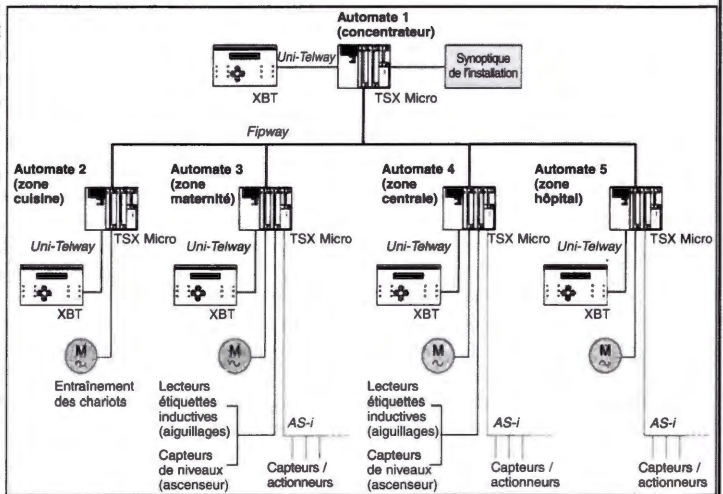 Automate 1
(concentrateur)
Uni-Telway
Synoptique
de l'installation
XBT
TSX Micro
Fipway
Automate 2
(zone
cuisine)
Automate 3
(zone
maternité)
Automate 4
(zone
centrale)
Automate 5
(zone
hôpital)
TSX Micro
TSX Micro
TSX Micro
TSX Micro
Uni-Telway
Uni-Telway
Uni-Telway
Uni-Telway
XBT
XBT
XBT
XBT
M
M
M
M
Entraînement
des chariots
Lecteurs
étiquettes
inductives
(aiguillages)
Capteurs
de niveaux
(ascenseur)
AS-i
Capteurs /
actionneurs
Lecteurs
étiquettes
inductives
(aiguillages)
Capteurs
de niveaux
(ascenseur)
AS-i
Capteurs /
actionneurs
AS-i
Capteurs /
actionneurs